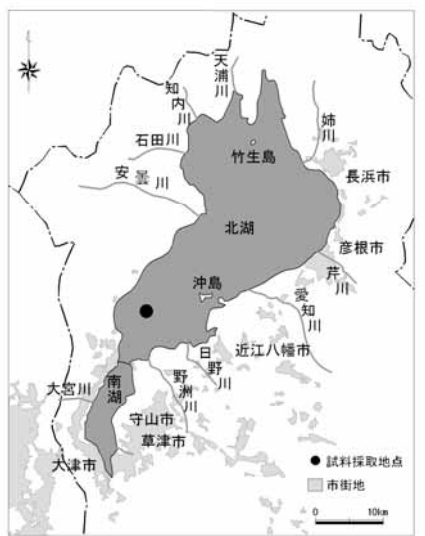 天浦川
知内川
姉川
石田川
竹生島
安曇川
長浜市
北湖
彦根市
沖島
芹川
愛知川
近江八幡市
日野川
南湖
大宮川
野洲川
守山市
草津市
大津市
試料採取地点
市街地
0
10km